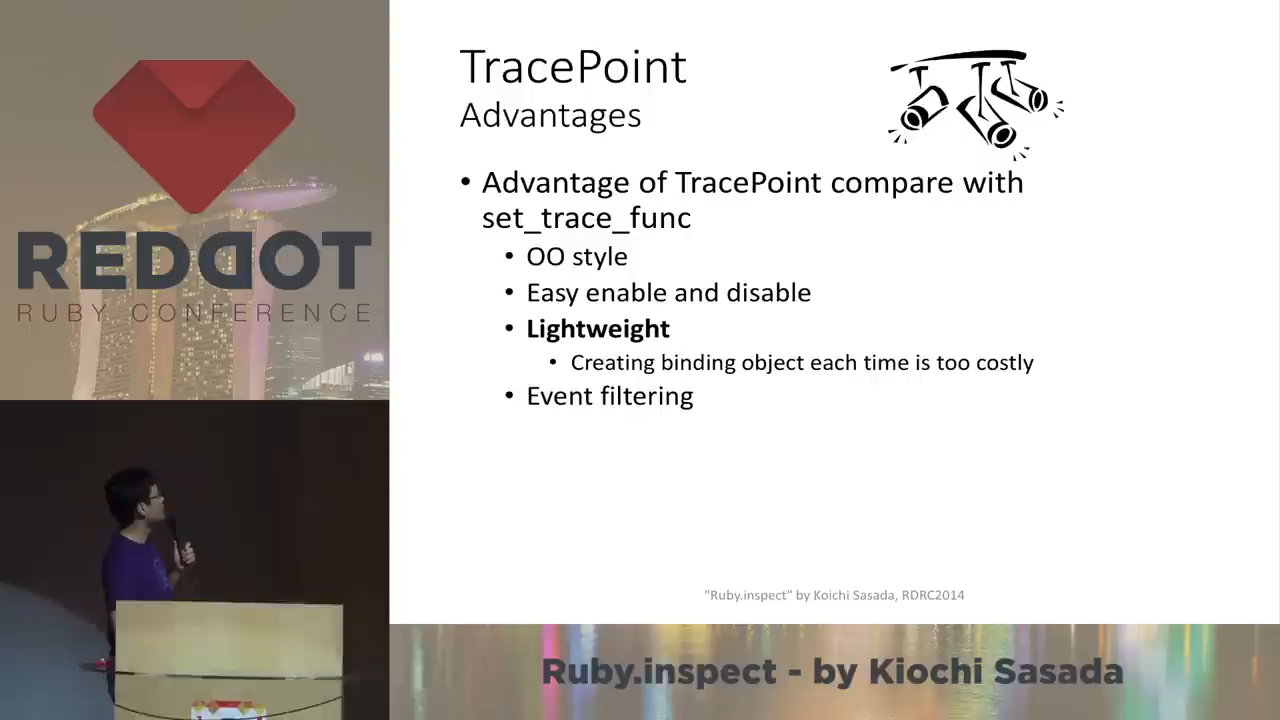 REDDOT
RUBY CONFERENCE
TracePoint
Advantages
• Advantage of TracePoint compare with
set_trace_func
• OO style
• Easy enable and disable
• Lightweight
• Creating binding object each time is too costly
• Event filtering
"Ruby.inspect" by Koichi Sasada, RDRC2014
Ruby.inspect - by Kiochi Sasada